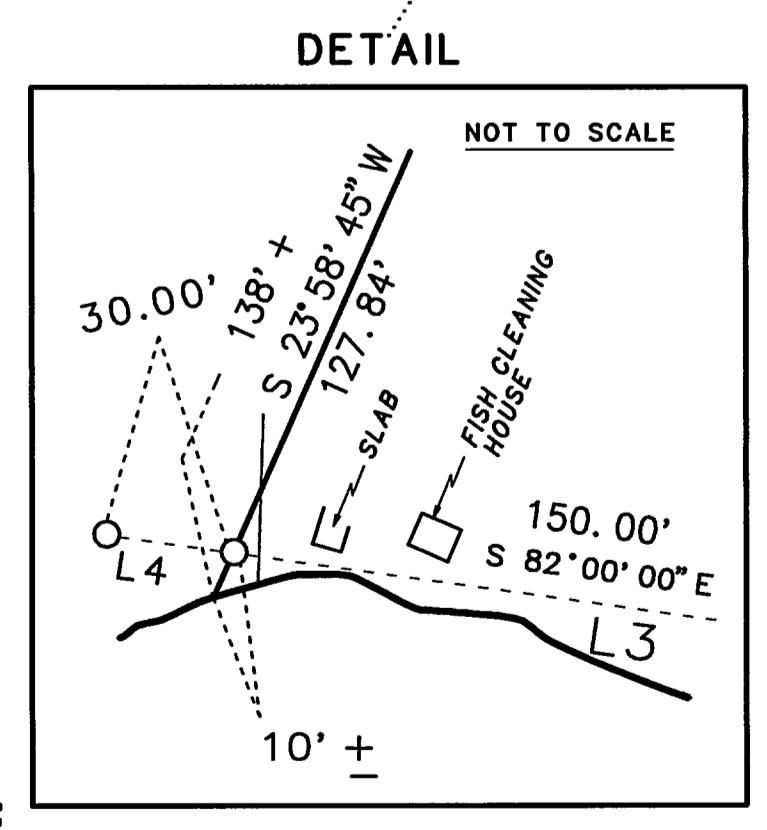 DETAIL
NOT TO SCALE
30.00'
138' +
S 23°58' 45" W
127.84'
SLAB
FISH CLEANING
HOUSE
150.00'
S 82°00'00" E
L4
L3
10' ±